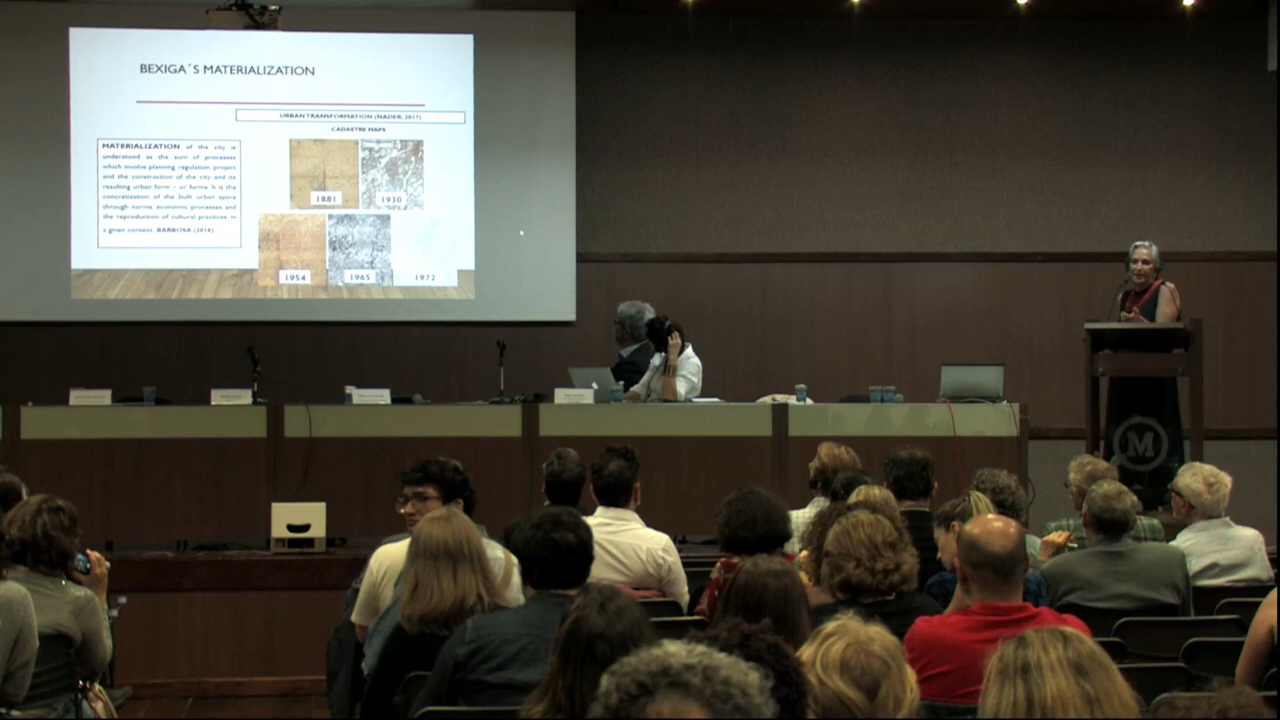 BEXIGA´S MATERIALIZATION
URBAN TRANSFORMATION (NADER, 2017)
CADASTRE MAPS
MATERIALIZATION of the city is
understood as the sum of processes
which involve planning, regulation project
and the construction of the city and its
resulting urban form – or forms. It is the
concretization of the built urban space
through norms, economic processes and
the reproduction of cultural practices in
a given context. BARBOSA (2016)
1881
1930
1954
1965
1972
M